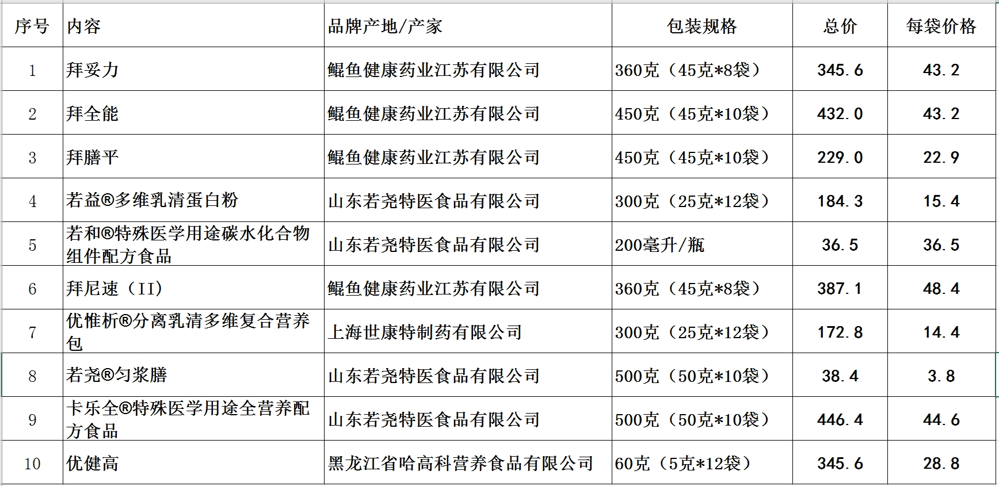 序号 内容 品牌产地/产家 包装规格 总价 每袋价格
1 拜妥力 鲲鱼健康药业江苏有限公司 360克（45克*8袋） 345.6 43.2
2 拜全能 鲲鱼健康药业江苏有限公司 450克（45克*10袋） 432.0 43.2
3 拜膳平 鲲鱼健康药业江苏有限公司 450克（45克*10袋） 229.0 22.9
4 若益®多维乳清蛋白粉 山东若尧特医食品有限公司 300克（25克*12袋） 184.3 15.4
5 若和®特殊医学用途碳水化合物
组件配方食品 山东若尧特医食品有限公司 200毫升/瓶 36.5 36.5
6 拜尼速（II) 鲲鱼健康药业江苏有限公司 360克（45克*8袋） 387.1 48.4
7 优惟析®分离乳清多维复合营养
包 上海世康特制药有限公司 300克（25克*12袋） 172.8 14.4
8 若尧®匀浆膳 山东若尧特医食品有限公司 500克（50克*10袋） 38.4 3.8
9 卡乐全®特殊医学用途全营养配
方食品 山东若尧特医食品有限公司 500克（50克*10袋） 446.4 44.6
10 优健高 黑龙江省哈高科营养食品有限公司 60克（5克*12袋） 345.6 28.8